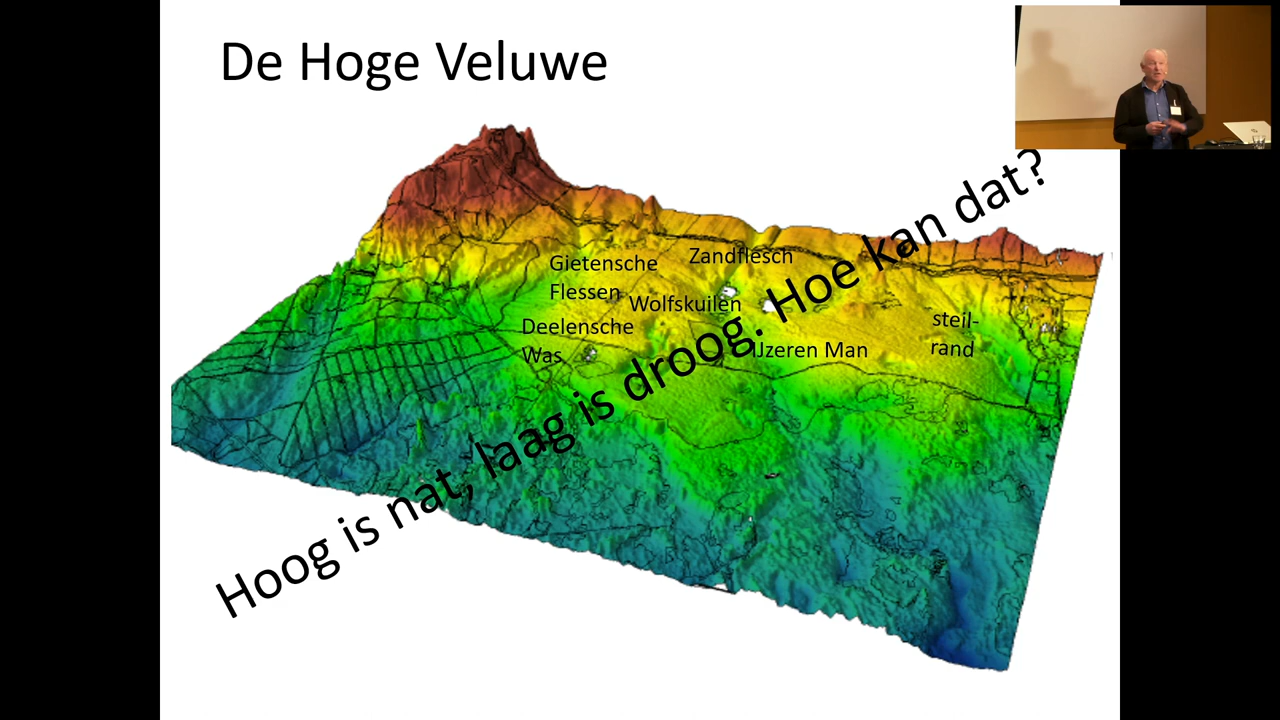 De Hoge Veluwe
Gietensche
Flessen
Zandflesch
Wolfskuilen
Deelensche
Was
IJzeren Man
steil-
rand
Hoog is nat, laag is droog. Hoe kan dat?